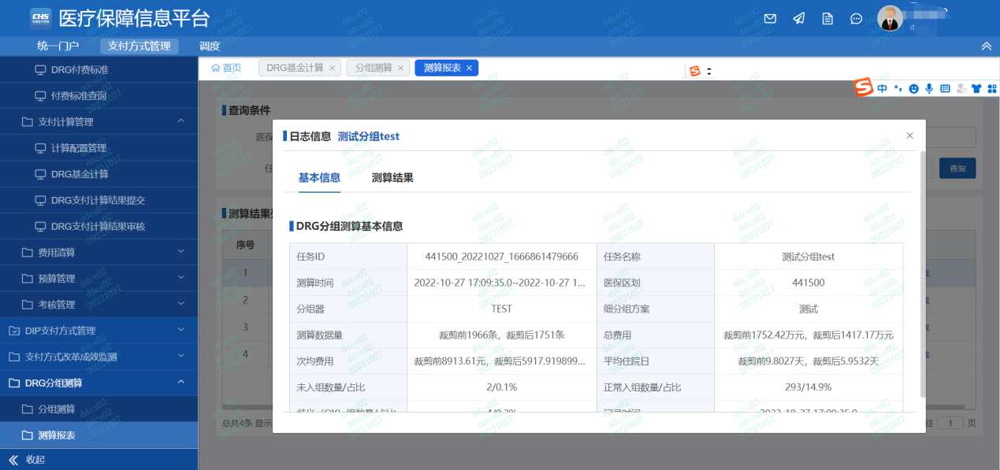 CHS 医疗保障信息平台
统一门户 支付方式管理 调度
DRG付费标准
付费标准查询
支付计算管理
计算配置管理
DRG基金计算
DRG支付计算结果提交
DRG支付计算结果审核
费用清算
预算管理
考核管理
DIP支付方式管理
支付方式改革成效监测
DRG分组测算
分组测算
测算报表
收起
首页 DRG基金计算 × 分组测算 × 测算报表 ×
中
查询条件
医保
任
查询
测算结果
序号
1
2
3
4
总共4条 显示
往 1 页
日志信息 测试分组test
基本信息 测算结果
DRG分组测算基本信息
任务ID 441500_20221027_1666861479666 任务名称 测试分组test
测算时间 2022-10-27 17:09:35.0~2022-10-27 1... 医保区划 441500
分组器 TEST 细分组方案 测试
测算数据量 裁剪前1966条，裁剪后1751条 总费用 裁剪前1752.42万元，裁剪后1417.17万元
次均费用 裁剪前8913.61元，裁剪后5917.919899... 平均住院日 裁剪前9.8027天，裁剪后5.9532天
未入组数量/占比 2/0.1% 正常入组数量/占比 293/14.9%
ddcs02
20221027